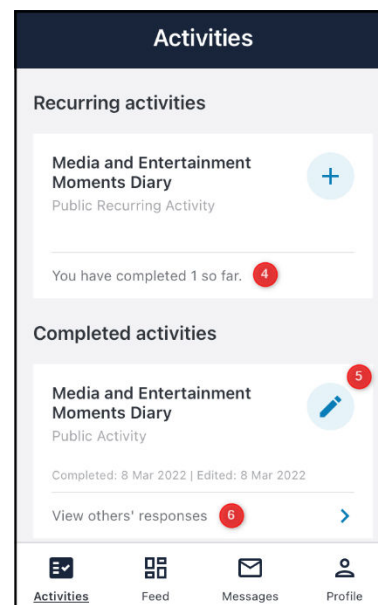 Activities
Recurring activities
Media and Entertainment
Moments Diary
Public Recurring Activity
You have completed 1 so far. 4
Completed activities
5
Media and Entertainment
Moments Diary
Public Activity
Completed: 8 Mar 2022 | Edited: 8 Mar 2022
View others' responses 6
Activities Feed Messages Profile